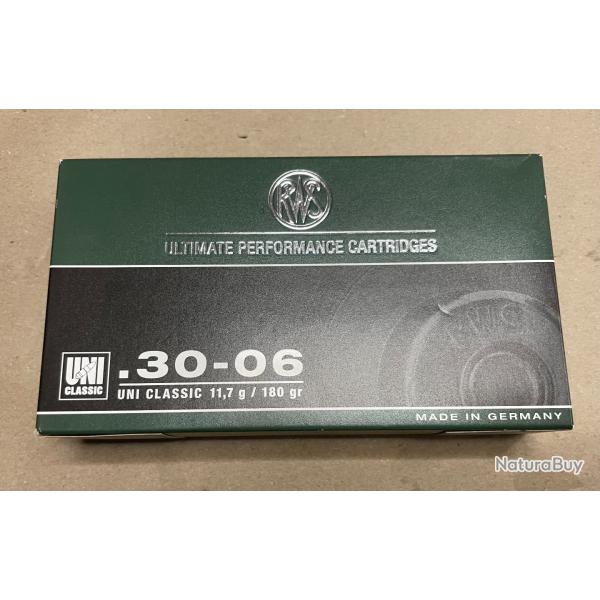 RWS
ULTIMATE PERFORMANCE CARTRIDGES
UNI
CLASSIC
.30-06
UNI CLASSIC 11,7 g / 180 gr
MADE IN GERMANY
NaturaBuy